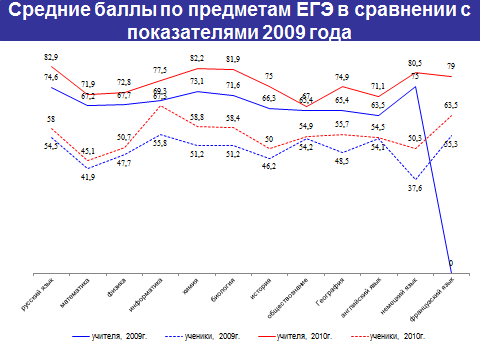 Средние баллы по предметам ЕГЭ в сравнении с
показателями 2009 года
82,9 71,9 72,8 77,5 82,2 81,9 75 67 74,9 71,1 80,5 79
74,6 67,2 67,7 69,3 73,1 71,6 66,3 65,4 65,4 63,5 75 0
58 45,1 50,7 58,8 58,4 50 54,9 55,7 54,5 50,3 63,5
54,5 41,9 47,7 55,8 51,2 51,2 46,2 54,2 48,5 54,1 37,6 55,3
русский язык
математика
физика
информатика
химия
биология
история
обществознание
География
английский язык
немецкий язык
французский язык
учителя, 2009г. ученики, 2009г. учителя, 2010г. ученики, 2010г.